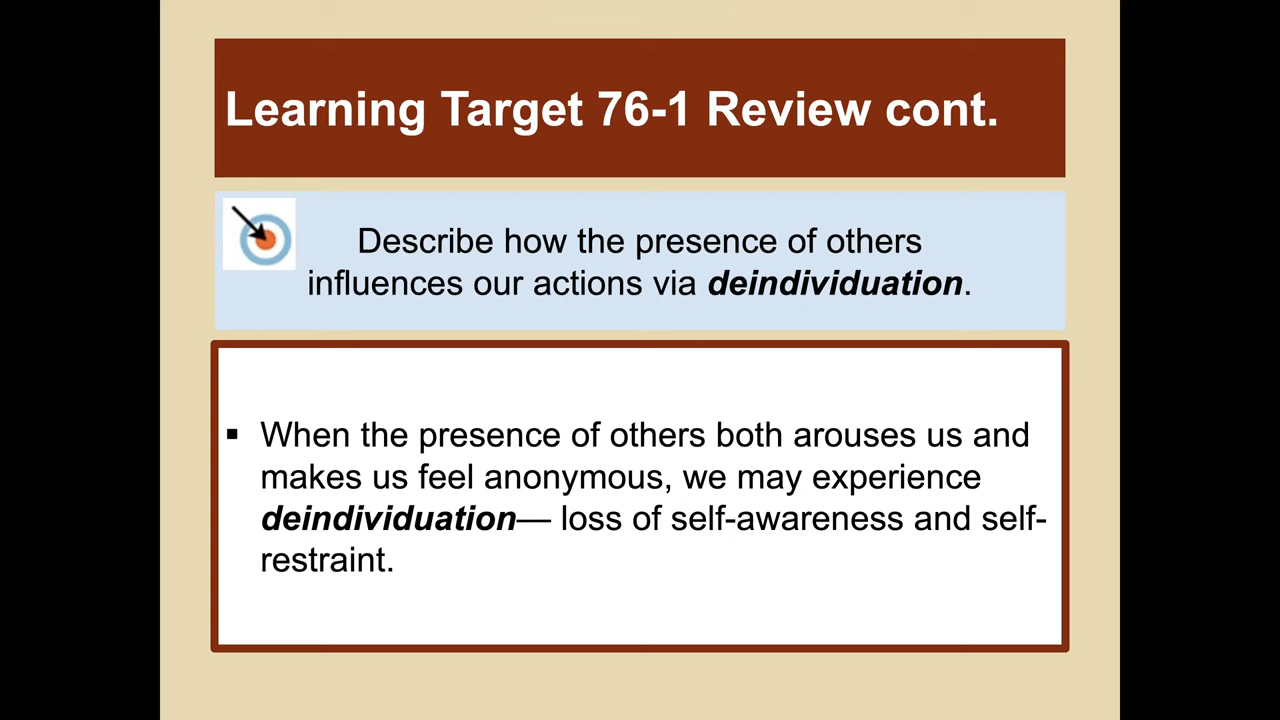 Learning Target 76-1 Review cont.
Describe how the presence of others
influences our actions via deindividuation.
▪ When the presence of others both arouses us and
makes us feel anonymous, we may experience
deindividuation— loss of self-awareness and self-
restraint.